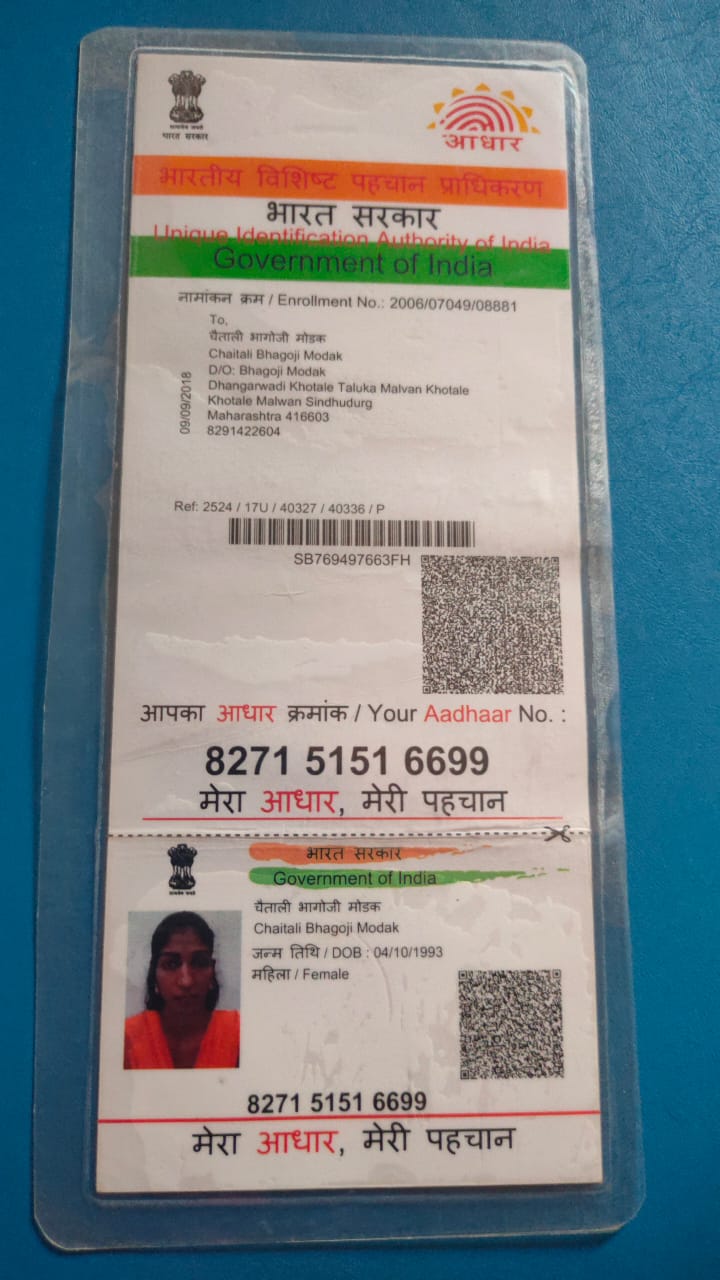 भारत सरकार
आधार
भारतीय विशिष्ट पहचान प्राधिकरण
भारत सरकार
Unique Identification Authority of India
Government of India
नामांकन क्रम / Enrollment No.: 2006/07049/08881
To,
चैताली भागोजी मोडक
Chaitali Bhagoji Modak
D/O: Bhagoji Modak
Dhangarwadi Khotale Taluka Malvan Khotale
Khotale Malwan Sindhudurg
Maharashtra 416603
8291422604
09/09/2018
Ref: 2524 / 17U / 40327 / 40336 / P
SB769497663FH
आपका आधार क्रमांक / Your Aadhaar No. :
8271 5151 6699
मेरा आधार, मेरी पहचान
भारत सरकार
Government of India
चैताली भागोजी मोडक
Chaitali Bhagoji Modak
जन्म तिथि / DOB : 04/10/1993
महिला / Female
8271 5151 6699
मेरा आधार, मेरी पहचान